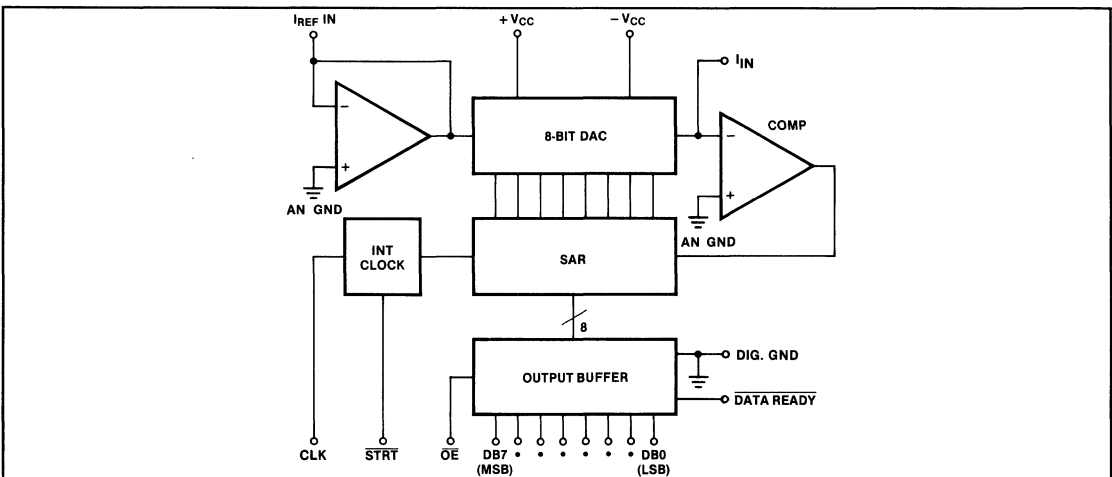 IREF IN
+ VCC
– VCC
IIN
−
+
AN GND
8-BIT DAC
COMP
−
+
AN GND
INT
CLOCK
SAR
8
OUTPUT BUFFER
DIG. GND
DATA READY
CLK
STRT
OE
DB7
(MSB)
DB0
(LSB)